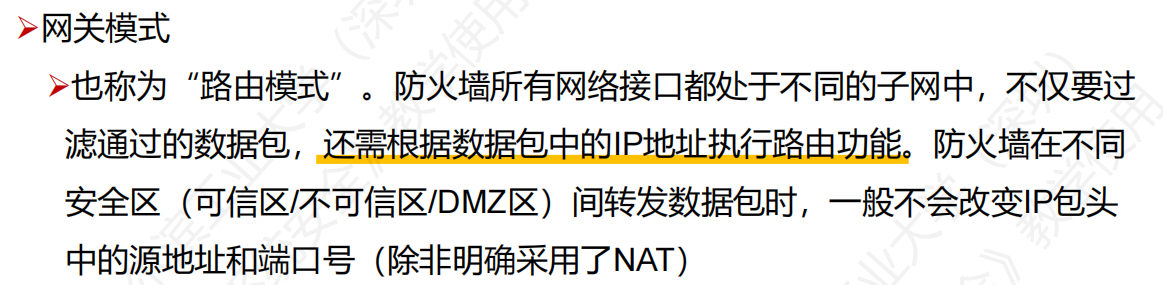 ➢网关模式
➢也称为“路由模式”。防火墙所有网络接口都处于不同的子网中，不仅要过
滤通过的数据包，还需根据数据包中的IP地址执行路由功能。防火墙在不同
安全区（可信区/不可信区/DMZ区）间转发数据包时，一般不会改变IP包头
中的源地址和端口号（除非明确采用了NAT）